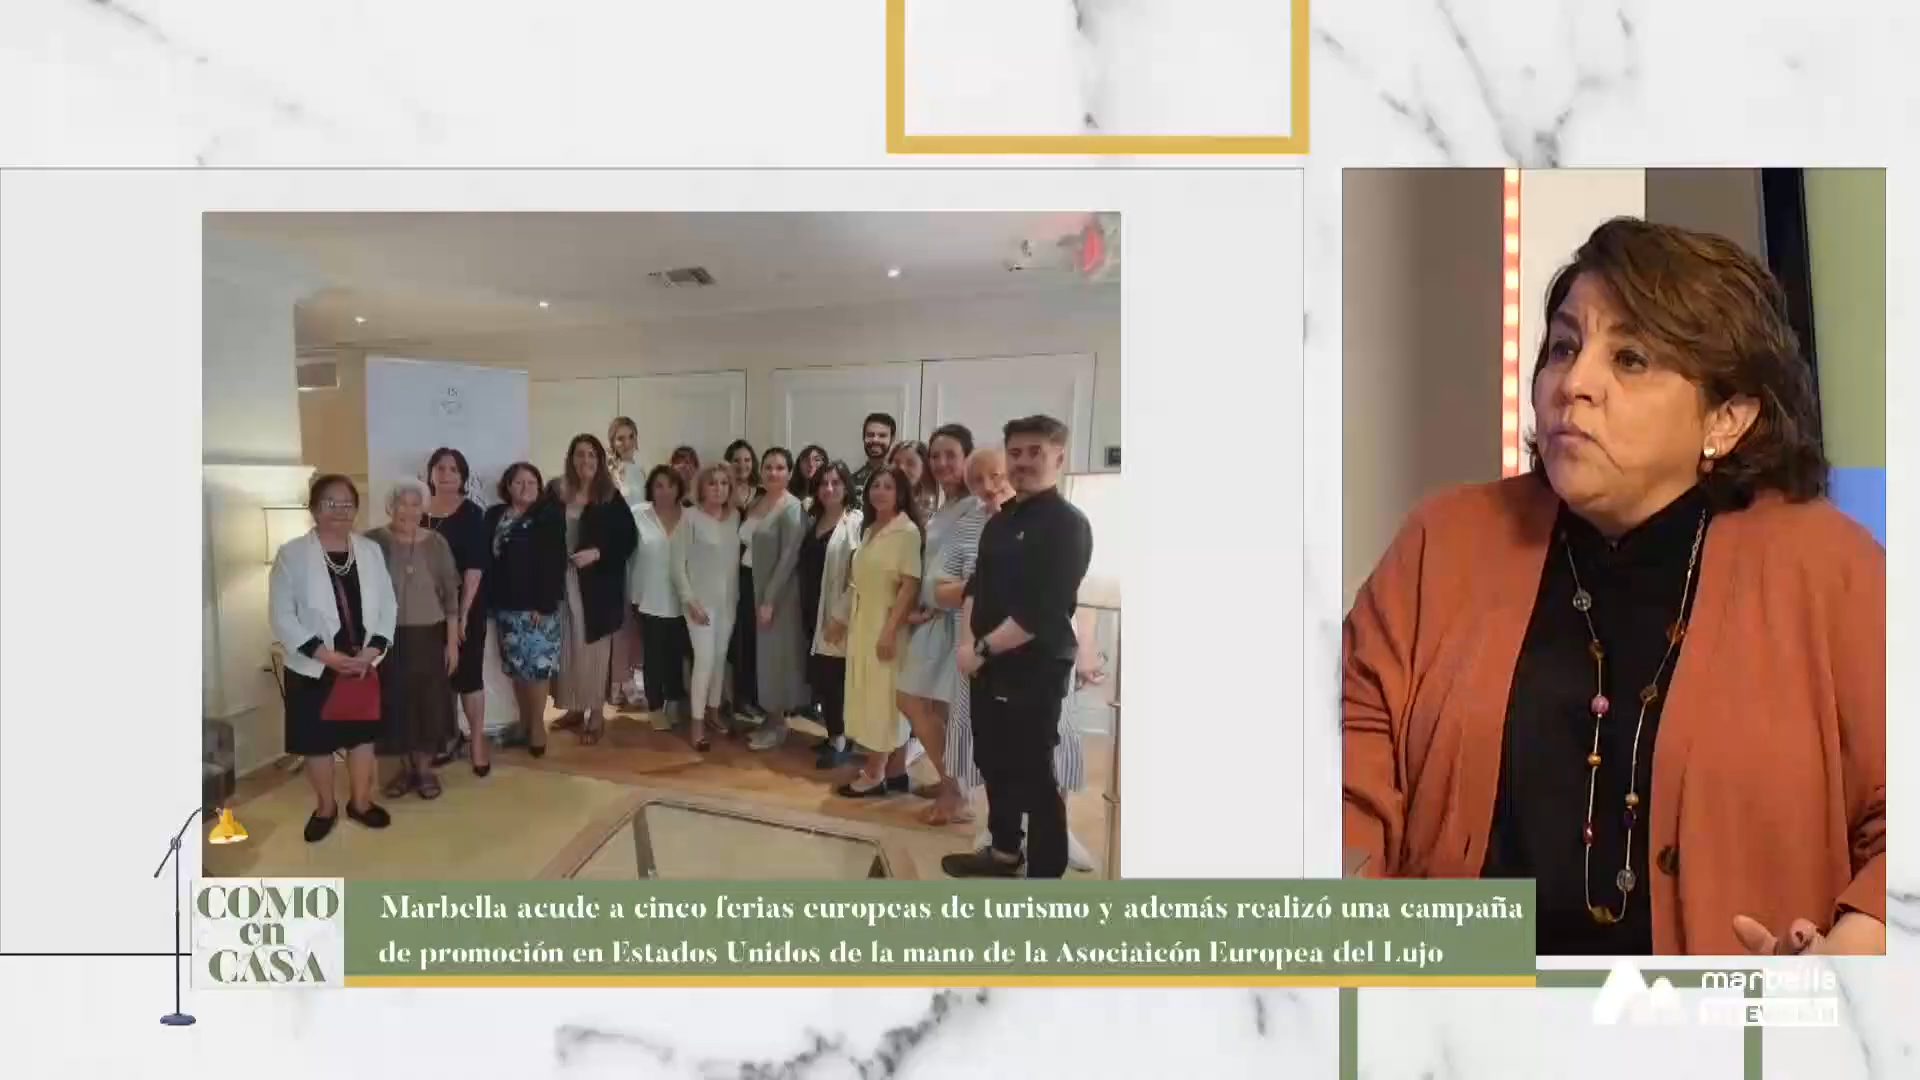 COMO
en
CASA
Marbella acude a cinco ferias europeas de turismo y además realizó una campaña
de promoción en Estados Unidos de la mano de la Asociaicón Europea del Lujo
marbella